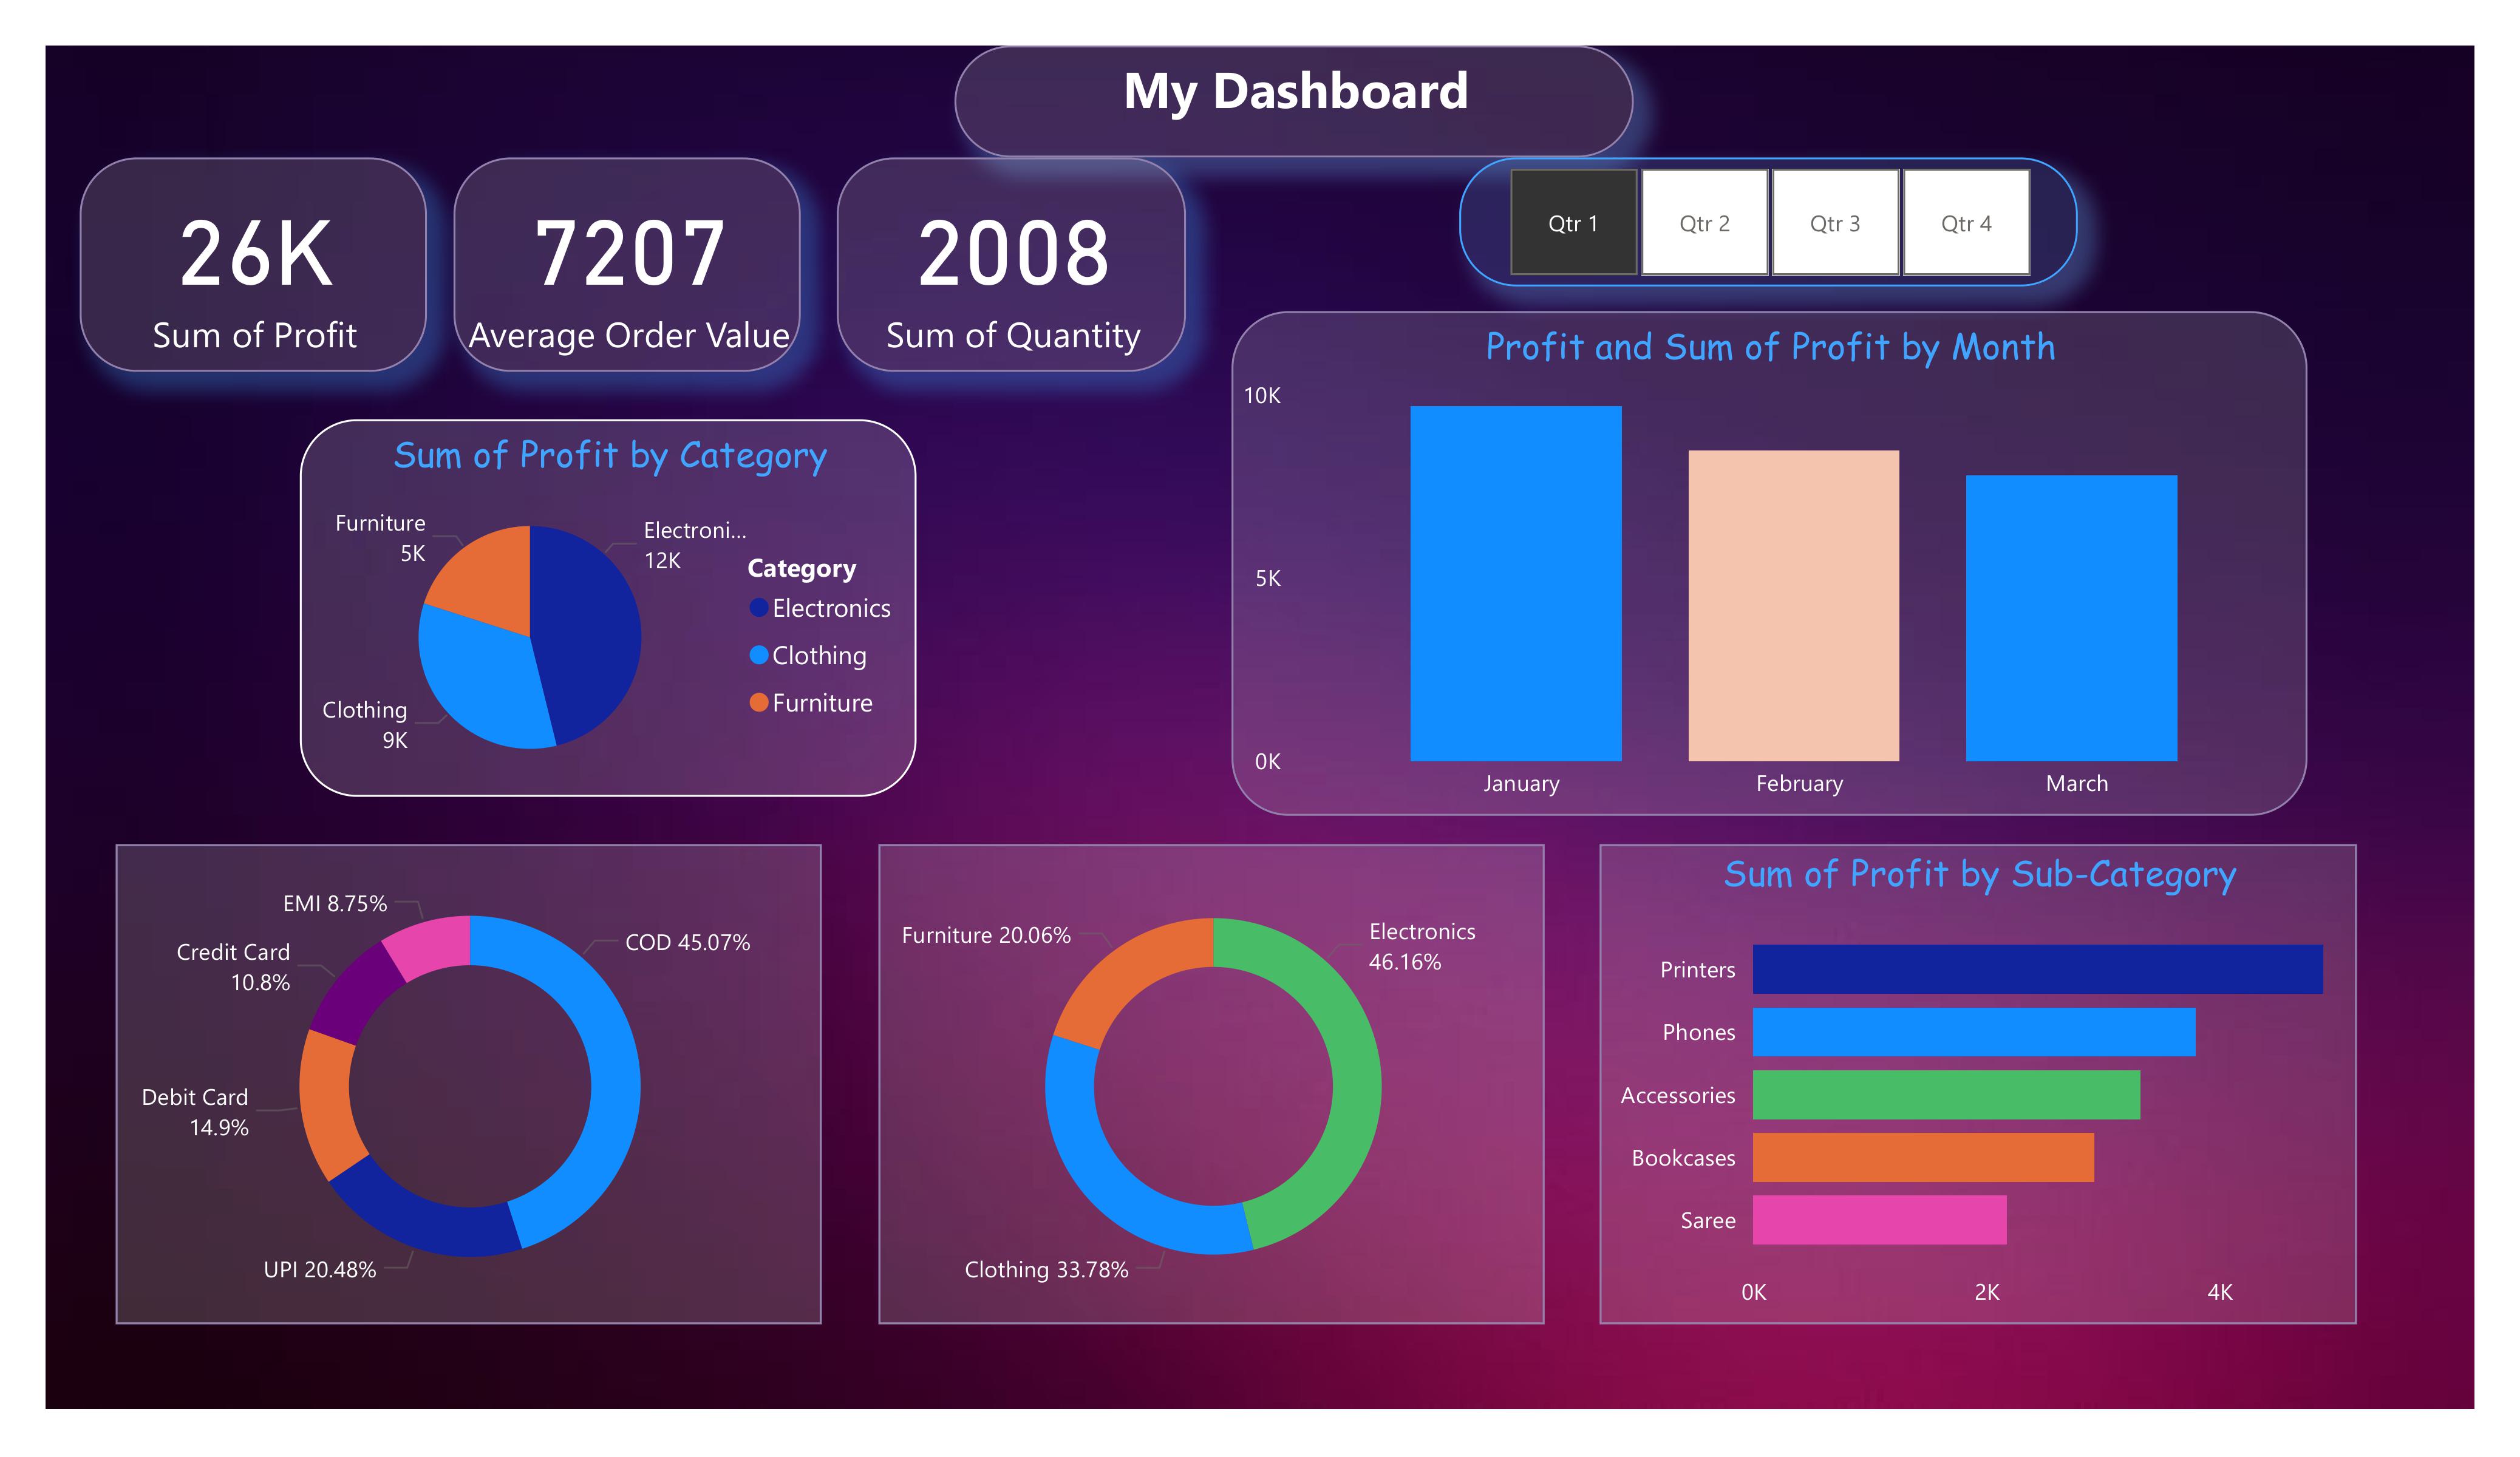 My Dashboard
26K
Sum of Profit
7207
Average Order Value
2008
Sum of Quantity
Qtr 1
Qtr 2
Qtr 3
Qtr 4
Sum of Profit by Category
Furniture
5K
Electroni...
12K
Clothing
9K
Category
Electronics
Clothing
Furniture
Profit and Sum of Profit by Month
10K
5K
0K
January
February
March
EMI 8.75%
COD 45.07%
Credit Card
10.8%
Debit Card
14.9%
UPI 20.48%
Furniture 20.06%
Electronics
46.16%
Clothing 33.78%
Sum of Profit by Sub-Category
Printers
Phones
Accessories
Bookcases
Saree
0K
2K
4K